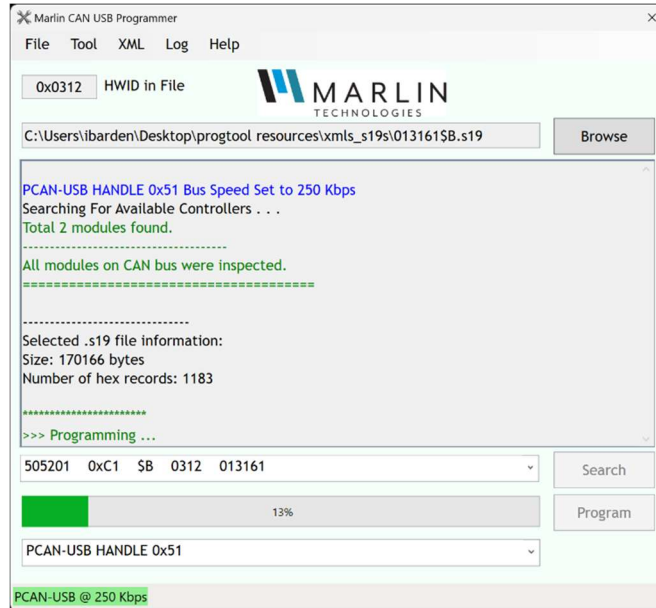 Marlin CAN USB Programmer
File Tool XML Log Help
0x0312 HWID in File
MARLIN
TECHNOLOGIES
C:\Users\ibarden\Desktop\progtool resources\xmls_s19s\013161$B.s19 Browse
PCAN-USB HANDLE 0x51 Bus Speed Set to 250 Kbps
Searching For Available Controllers . . .
Total 2 modules found.
-------------------------------------
All modules on CAN bus were inspected.
======================================
-------------------------------
Selected .s19 file information:
Size: 170166 bytes
Number of hex records: 1183
***********************
>>> Programming ...
505201 0xC1 $B 0312 013161 Search
13% Program
PCAN-USB HANDLE 0x51
PCAN-USB @ 250 Kbps